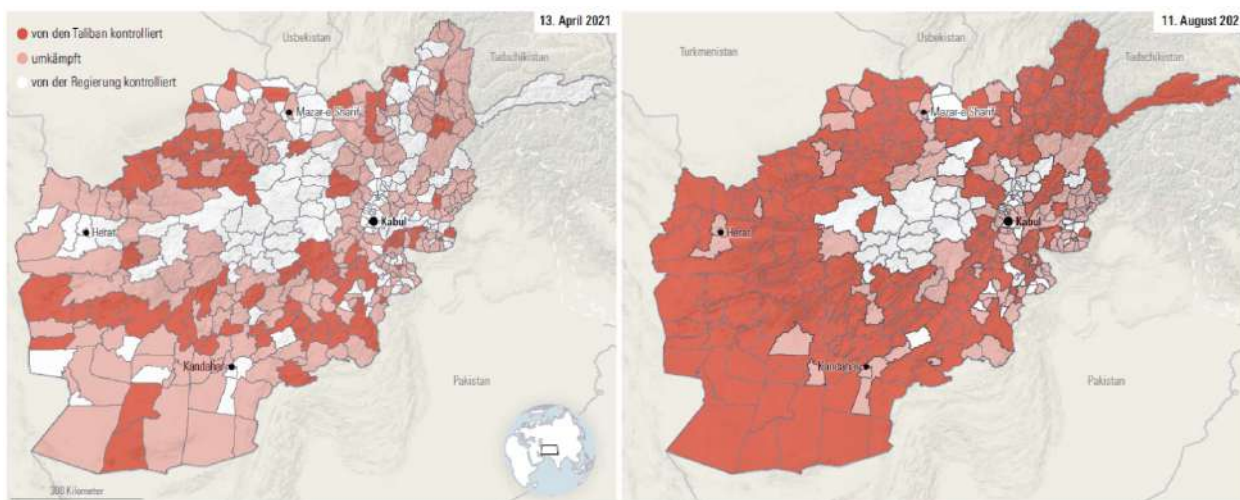 13. April 2021
von den Taliban kontrolliert
umkämpft
von der Regierung kontrolliert
Usbekistan
Tadschikistan
Mazar-e Sharif
Kabul
Herat
Kandahar
Pakistan
300 Kilometer
11. August 202
Turkmenistan
Usbekistan
Tadschikistan
Mazar-e Sharif
Kabul
Herat
Kandahar
Pakistan